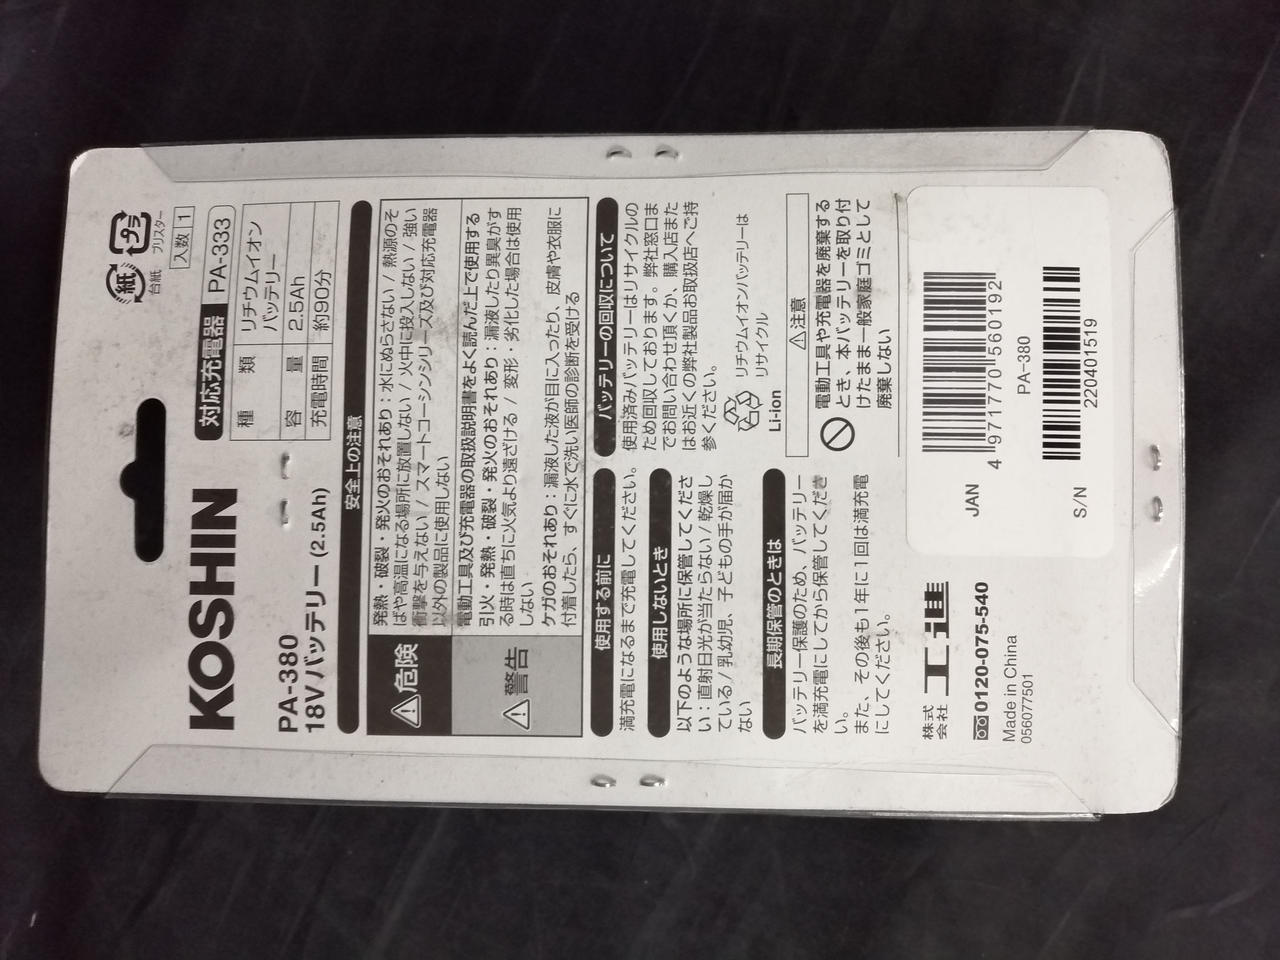 KOSHIN
PA-380
18Vバッテリー (2.5Ah)
紙
台紙
プラ
ブリスター
入数 1
対応充電器 PA-333
種　類 リチウムイオン
バッテリー
容　量 2.5Ah
充電時間 約90分
安全上の注意
⚠危険
発熱・破裂・発火のおそれあり：水にぬらさない / 熱源のそ
ばや高温になる場所に放置しない / 火中に投入しない / 強い
衝撃を与えない / スマートコーシンシリーズ及び対応充電器
以外の製品に使用しない
⚠警告
電動工具及び充電器の取扱説明書をよく読んだ上で使用する
引火・発熱・破裂・発火のおそれあり：漏液したり異臭がす
る時は直ちに火気より遠ざける / 変形・劣化した場合は使用
しない
ケガのおそれあり：漏液した液が目に入ったり、皮膚や衣服に
付着したら、すぐに水で洗い医師の診断を受ける
使用する前に
満充電になるまで充電してください。
使用しないとき
以下のような場所に保管してくださ
い：直射日光が当たらない / 乾燥し
ている / 乳幼児、子どもの手が届か
ない
長期保管のときは
バッテリー保護のため、バッテリー
を満充電にしてから保管してくださ
い。
また、その後も1年に1回は満充電
にしてください。
バッテリーの回収について
使用済みバッテリーはリサイクルの
ため回収しております。弊社窓口ま
でお問い合わせ頂くか、購入店また
はお近くの弊社製品お取扱店へご持
参ください。
Li-ion
リチウムイオンバッテリーは
リサイクル
⚠注意
電動工具や充電器を廃棄する
とき、本バッテリーを取り付
けたまま一般家庭ゴミとして
廃棄しない
株式
会社 工進
0120-075-540
Made in China
056077501
JAN
4 971770 560192
PA-380
S/N
220401519